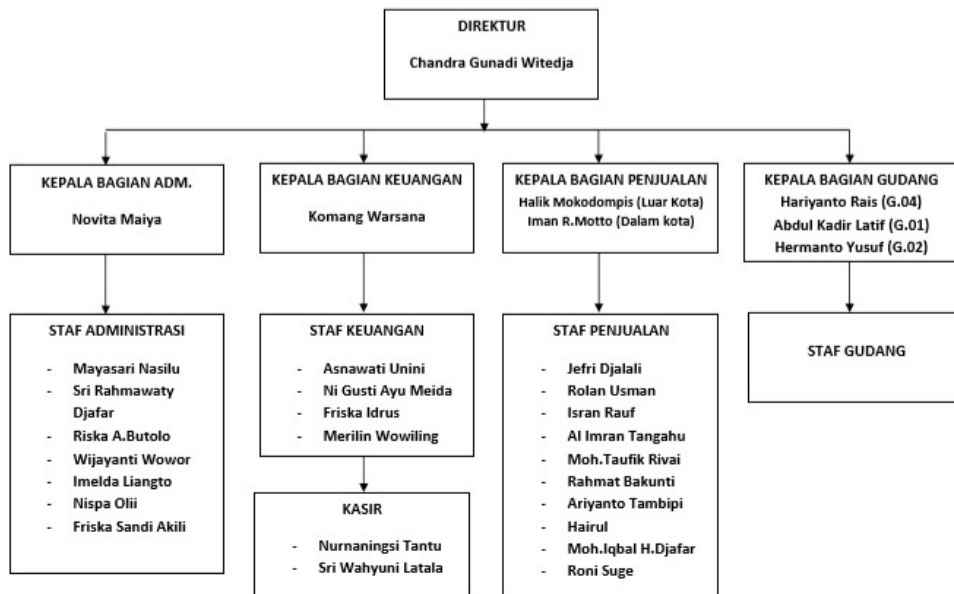 DIREKTUR
Chandra Gunadi Witedja
KEPALA BAGIAN ADM.
Novita Maiya
KEPALA BAGIAN KEUANGAN
Komang Warsana
KEPALA BAGIAN PENJUALAN
Halik Mokodompis (Luar Kota)
Iman R.Motto (Dalam kota)
KEPALA BAGIAN GUDANG
Hariyanto Rais (G.04)
Abdul Kadir Latif (G.01)
Hermanto Yusuf (G.02)
STAF ADMINISTRASI
- Mayasari Nasilu
- Sri Rahmawaty
Djafar
- Riska A.Butolo
- Wijayanti Wowor
- Imelda Liangto
- Nispa Olii
- Friska Sandi Akili
STAF KEUANGAN
- Asnawati Unini
- Ni Gusti Ayu Meida
- Friska Idrus
- Merilin Wowiling
KASIR
- Nurnaningsi Tantu
- Sri Wahyuni Latala
STAF PENJUALAN
- Jefri Djalali
- Rolan Usman
- Isran Rauf
- Al Imran Tangahu
- Moh.Taufik Rivai
- Rahmat Bakunti
- Ariyanto Tambipi
- Hairul
- Moh.Iqbal H.Djafar
- Roni Suge
STAF GUDANG